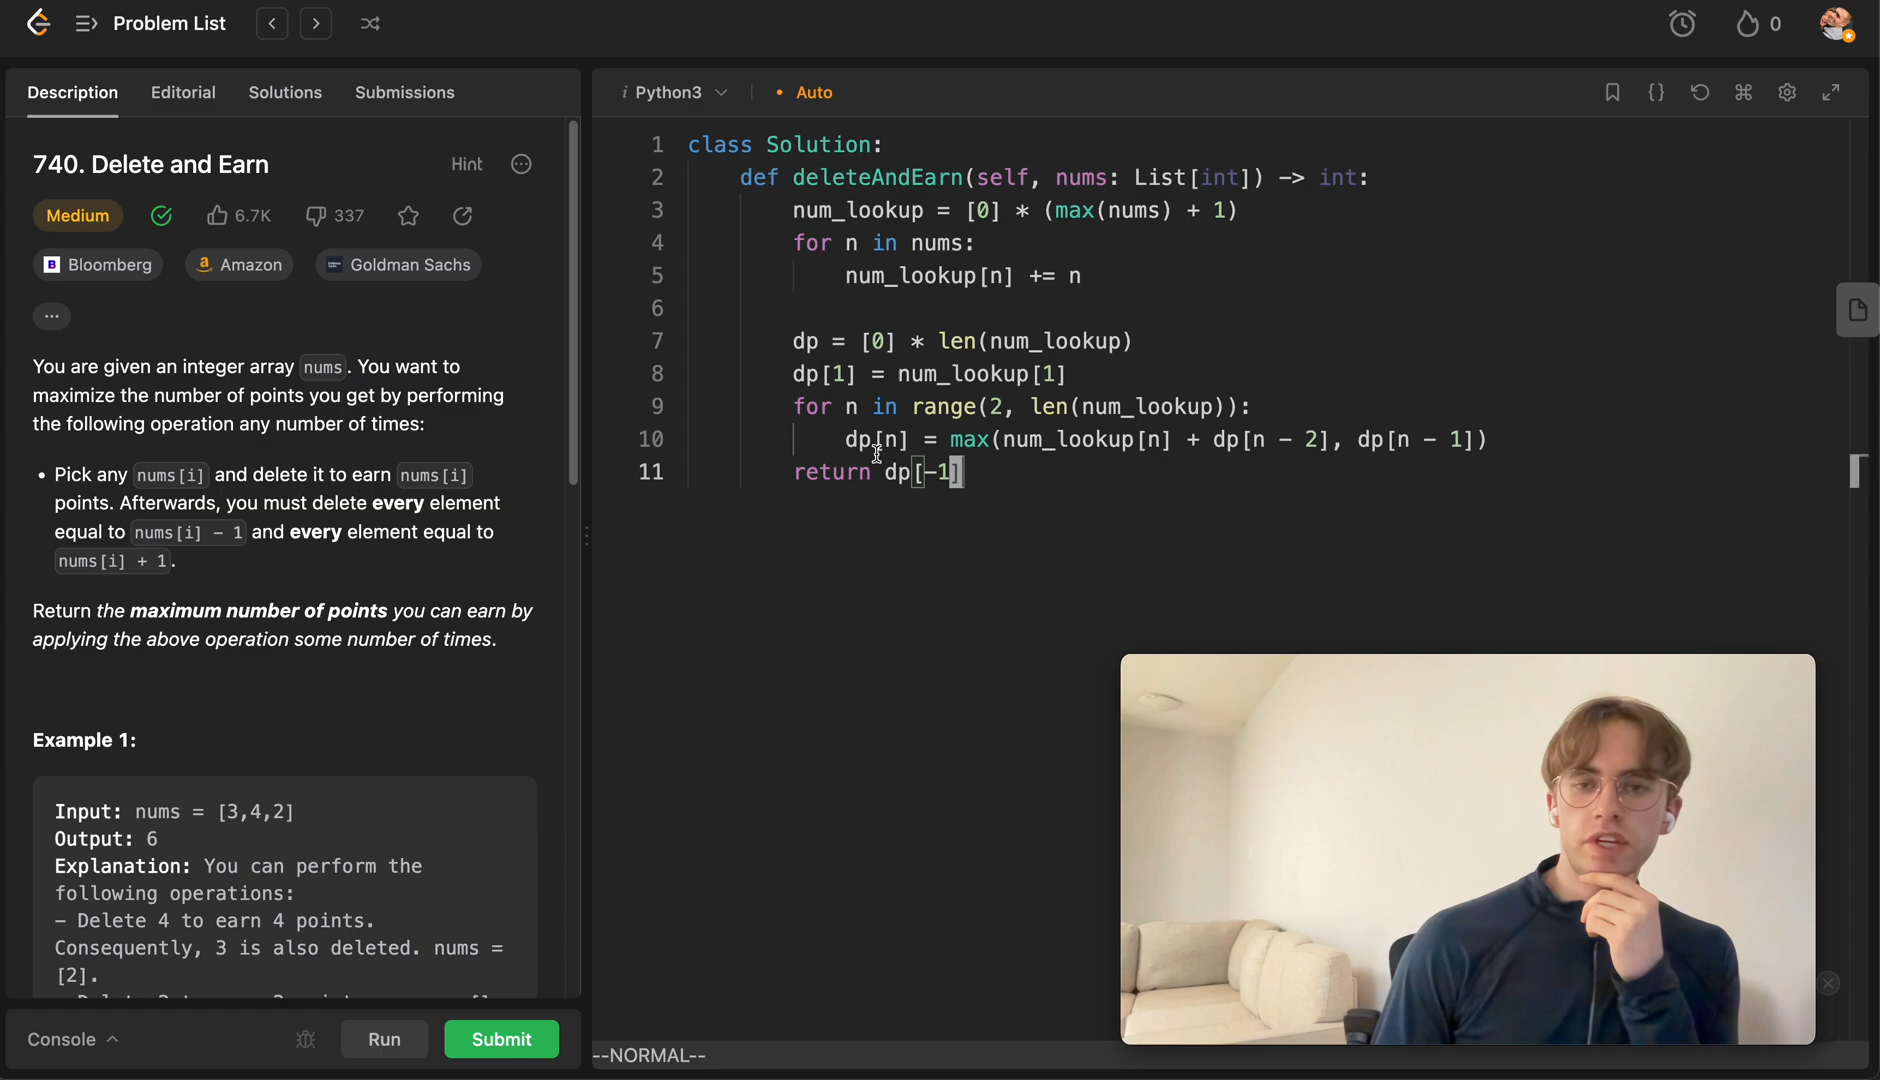 Problem List
0
Description Editorial Solutions Submissions
740. Delete and Earn
Hint
Medium 6.7K 337
Bloomberg Amazon Goldman Sachs
...
You are given an integer array nums. You want to
maximize the number of points you get by performing
the following operation any number of times:
• Pick any nums[i] and delete it to earn nums[i]
points. Afterwards, you must delete every element
equal to nums[i] - 1 and every element equal to
nums[i] + 1.
Return the maximum number of points you can earn by
applying the above operation some number of times.
Example 1:
Input: nums = [3,4,2]
Output: 6
Explanation: You can perform the
following operations:
- Delete 4 to earn 4 points.
Consequently, 3 is also deleted. nums =
[2].
Console Run Submit
i Python3 • Auto
1 class Solution:
2 def deleteAndEarn(self, nums: List[int]) -> int:
3 num_lookup = [0] * (max(nums) + 1)
4 for n in nums:
5 num_lookup[n] += n
6
7 dp = [0] * len(num_lookup)
8 dp[1] = num_lookup[1]
9 for n in range(2, len(num_lookup)):
10 dp[n] = max(num_lookup[n] + dp[n - 2], dp[n - 1])
11 return dp[-1]
--NORMAL--